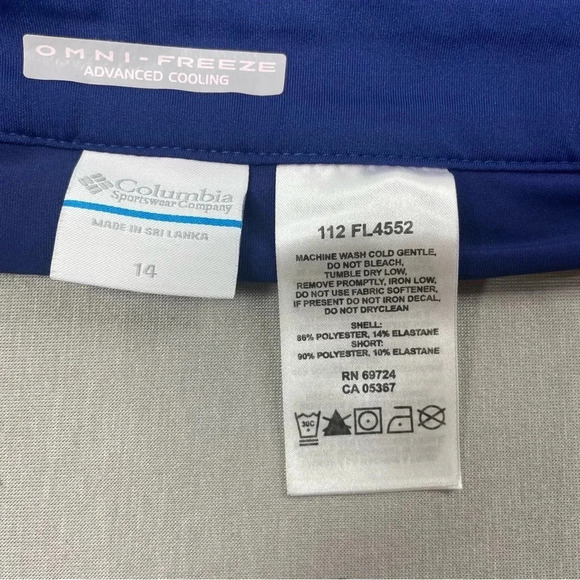 OMNI-FREEZE
ADVANCED COOLING
Columbia
Sportswear Company
MADE IN SRI LANKA
14
112 FL4552
MACHINE WASH COLD GENTLE,
DO NOT BLEACH,
TUMBLE DRY LOW,
REMOVE PROMPTLY, IRON LOW,
DO NOT USE FABRIC SOFTENER,
IF PRESENT DO NOT IRON DECAL,
DO NOT DRYCLEAN
SHELL:
86% POLYESTER, 14% ELASTANE
SHORT:
90% POLYESTER, 10% ELASTANE
RN 69724
CA 05367
30C